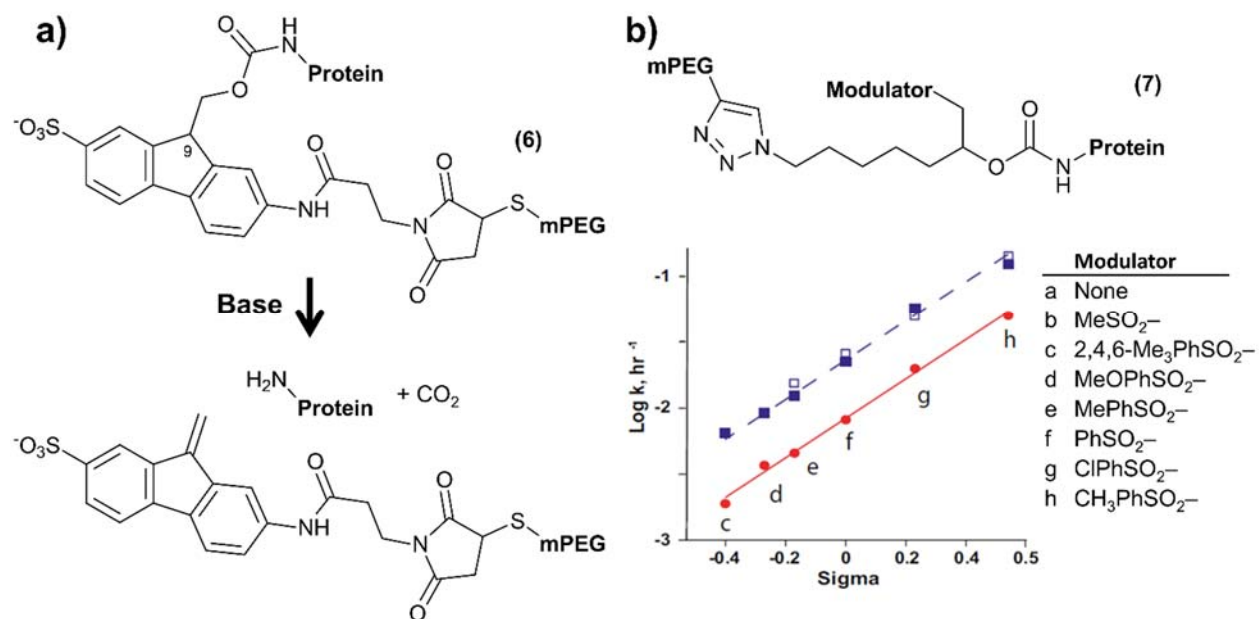 a)
O
H
N
Protein
O
O
⁻O₃S
9
(6)
O
NH
O
N
O
S
mPEG
Base
H₂N
Protein
+ CO₂
⁻O₃S
O
NH
O
N
O
S
mPEG
b)
mPEG
Modulator
(7)
N
N
N
O
O
N
H
Protein
-1
-2
-3
Log k, hr ⁻¹
c
d
e
f
g
h
-0.4
-0.2
0
0.2
0.4
0.6
Sigma
Modulator
a None
b MeSO₂–
c 2,4,6-Me₃PhSO₂–
d MeOPhSO₂–
e MePhSO₂–
f PhSO₂–
g ClPhSO₂–
h CH₃PhSO₂–